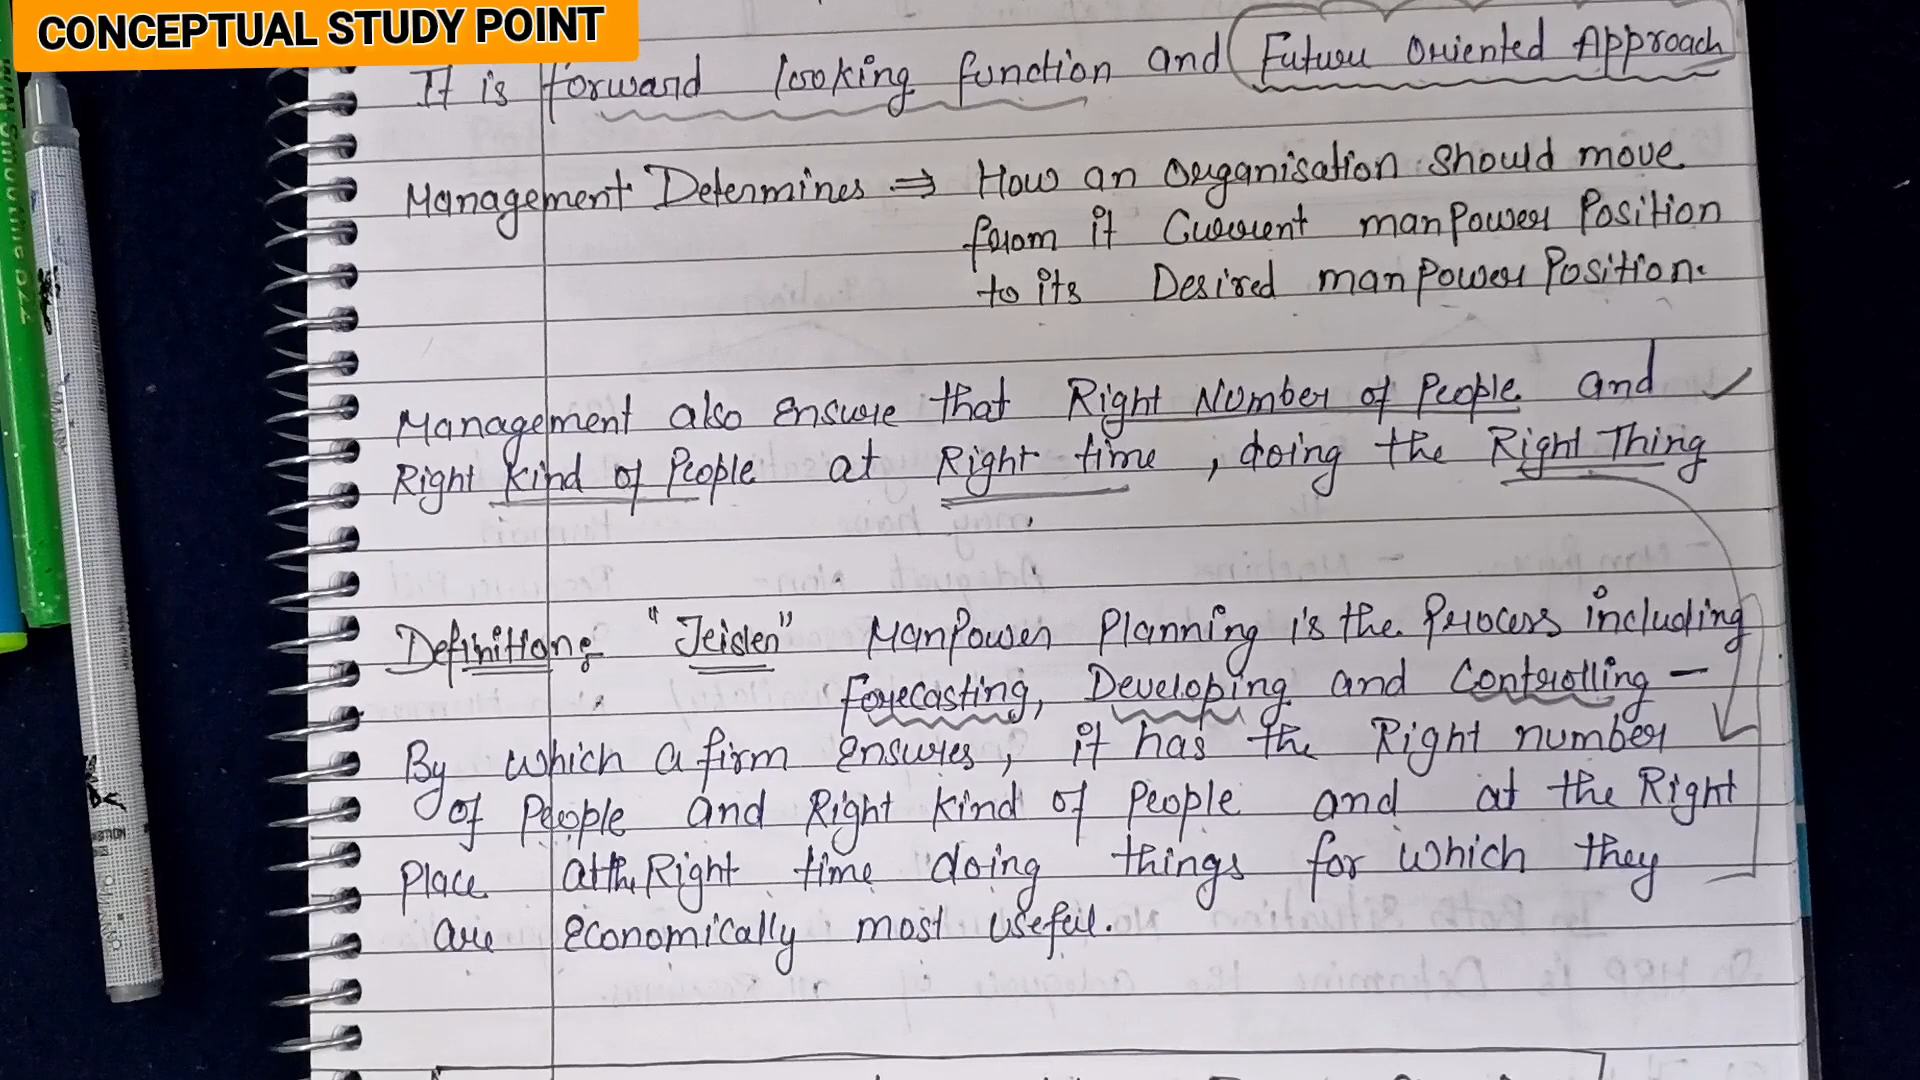 CONCEPTUAL STUDY POINT
It is forward looking function and Future Oriented Approach
Management Determines ⇒ How an Organisation Should move
from it Current manpower Position
to its Desired manpower Position.
Management also ensure that Right Number of People and ✓
Right kind of People at Right time, doing the Right Thing
Definition: "Jeislen" Manpower Planning is the Process including
forecasting, Developing and Controlling –
By which a firm ensures, it has the Right number
of People and Right kind of People and at the Right
Place at the Right time doing things for which they
are economically most useful.